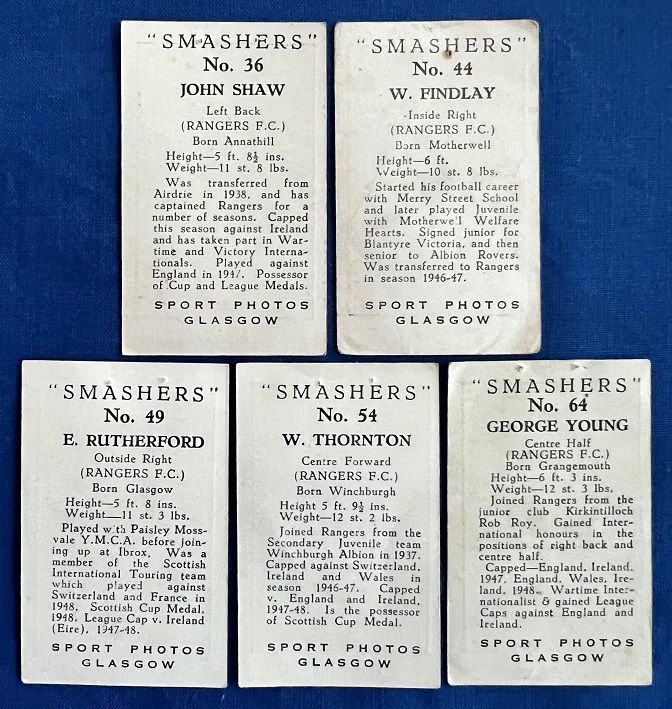 "SMASHERS"
No. 36
JOHN SHAW
Left Back
(RANGERS F.C.)
Born Annathill
Height—5 ft. 8½ ins.
Weight—11 st. 8 lbs.
Was transferred from
Airdrie in 1938, and has
captained Rangers for a
number of seasons. Capped
this season against Ireland
and has taken part in War-
time and Victory Interna-
tionals. Played against
England in 1947. Possessor
of Cup and League Medals.
SPORT PHOTOS
GLASGOW
"SMASHERS"
No. 44
W. FINDLAY
Inside Right
(RANGERS F.C.)
Born Motherwell
Height—6 ft.
Weight—10 st. 8 lbs.
Started his football career
with Merry Street School
and later played Juvenile
with Motherwell Welfare
Hearts. Signed junior for
Blantyre Victoria, and then
senior to Albion Rovers.
Was transferred to Rangers
in season 1946-47.
SPORT PHOTOS
GLASGOW
"SMASHERS"
No. 49
E. RUTHERFORD
Outside Right
(RANGERS F.C.)
Born Glasgow
Height—5 ft. 8 ins.
Weight—11 st. 3 lbs.
Played with Paisley Moss-
vale Y.M.C.A. before join-
ing up at Ibrox. Was a
member of the Scottish
International Touring team
which played against
Switzerland and France in
1948. Scottish Cup Medal,
1948. League Cap v. Ireland
(Eire), 1947-48.
SPORT PHOTOS
GLASGOW
"SMASHERS"
No. 54
W. THORNTON
Centre Forward
(RANGERS F.C.)
Born Winchburgh
Height 5 ft. 9½ ins.
Weight—12 st. 2 lbs.
Joined Rangers from the
Secondary Juvenile team
Winchburgh Albion in 1937.
Capped against Switzerland,
Ireland and Wales in
season 1946-47. Capped
v. England and Ireland,
1947-48. Is the possessor
of Scottish Cup Medal.
SPORT PHOTOS
GLASGOW
"SMASHERS"
No. 64
GEORGE YOUNG
Centre Half
(RANGERS F.C.)
Born Grangemouth
Height—6 ft. 3 ins.
Weight—12 st. 3 lbs.
Joined Rangers from the
junior club Kirkintilloch
Rob Roy. Gained Inter-
national honours in the
positions of right back and
centre half.
Capped—England, Ireland,
1947, England, Wales, Ire-
land, 1948. Wartime Inter-
nationalist & gained League
Caps against England and
Ireland.
SPORT PHOTOS
GLASGOW